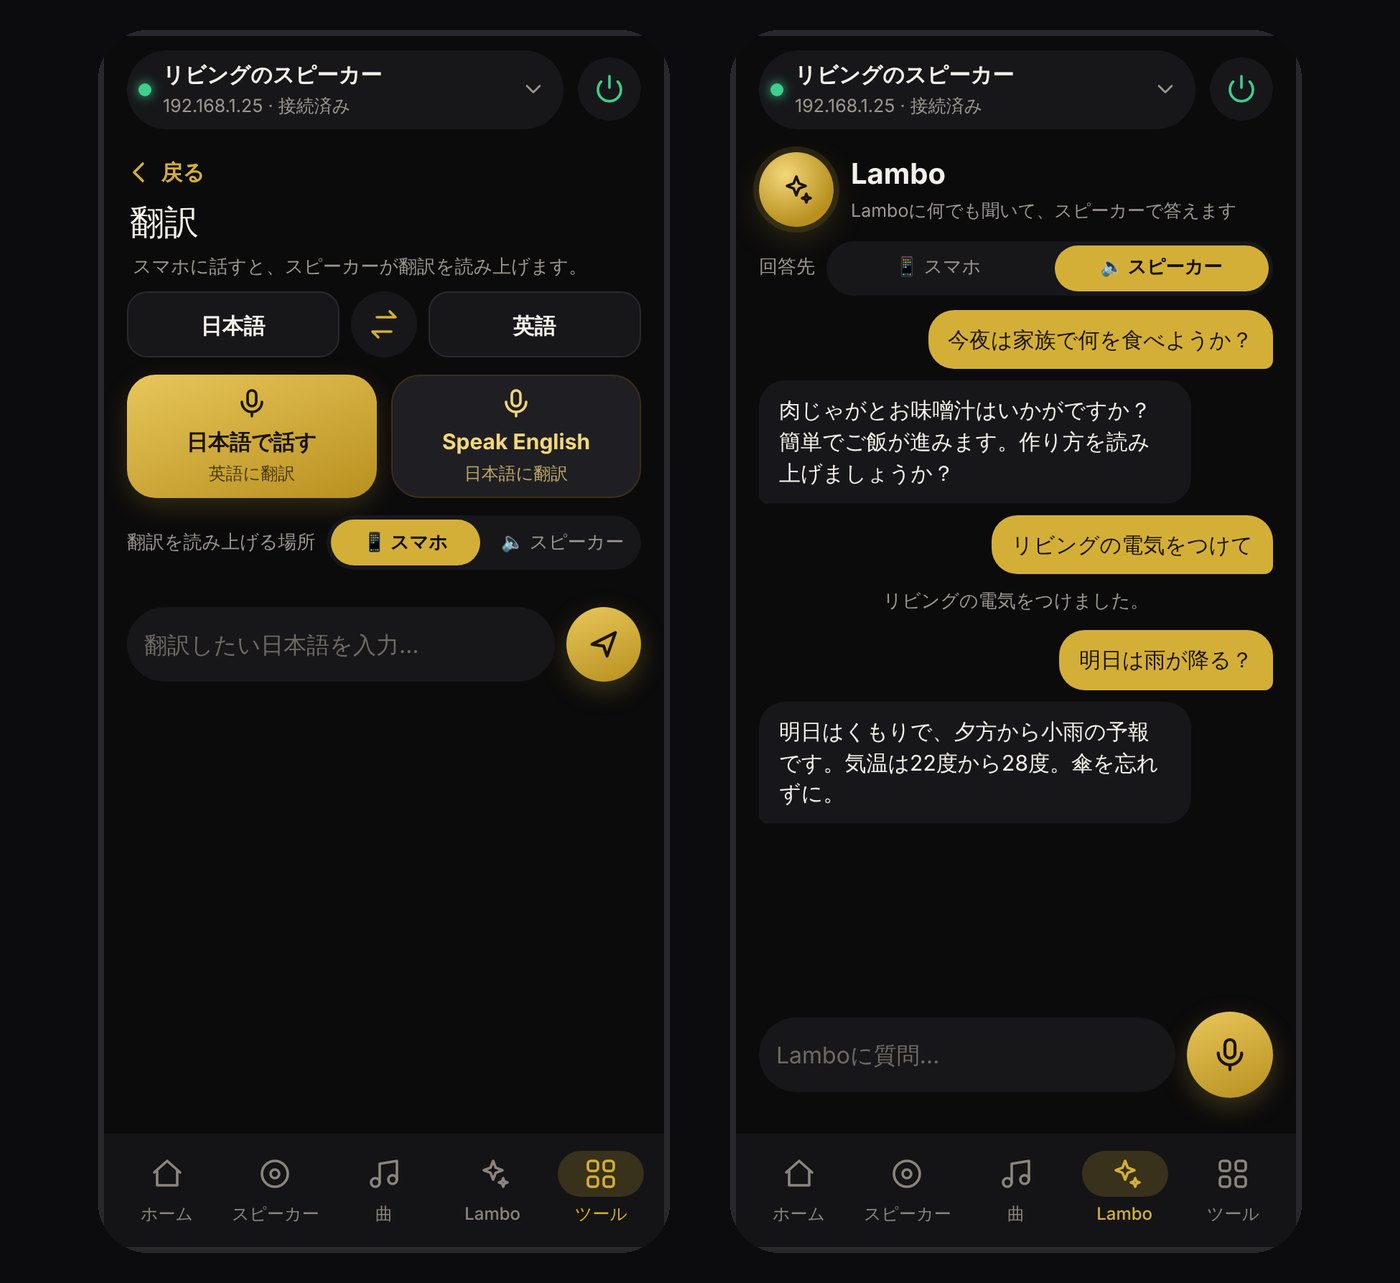 リビングのスピーカー
192.168.1.25 · 接続済み
戻る
翻訳
スマホに話すと、スピーカーが翻訳を読み上げます。
日本語
英語
日本語で話す
英語に翻訳
Speak English
日本語に翻訳
翻訳を読み上げる場所
スマホ
スピーカー
翻訳したい日本語を入力...
ホーム
スピーカー
曲
Lambo
ツール
リビングのスピーカー
192.168.1.25 · 接続済み
Lambo
Lamboに何でも聞いて、スピーカーで答えます
回答先
スマホ
スピーカー
今夜は家族で何を食べようか？
肉じゃがとお味噌汁はいかがですか？
簡単でご飯が進みます。作り方を読み
上げましょうか？
リビングの電気をつけて
リビングの電気をつけました。
明日は雨が降る？
明日はくもりで、夕方から小雨の予報
です。気温は22度から28度。傘を忘れ
ずに。
Lamboに質問...
ホーム
スピーカー
曲
Lambo
ツール